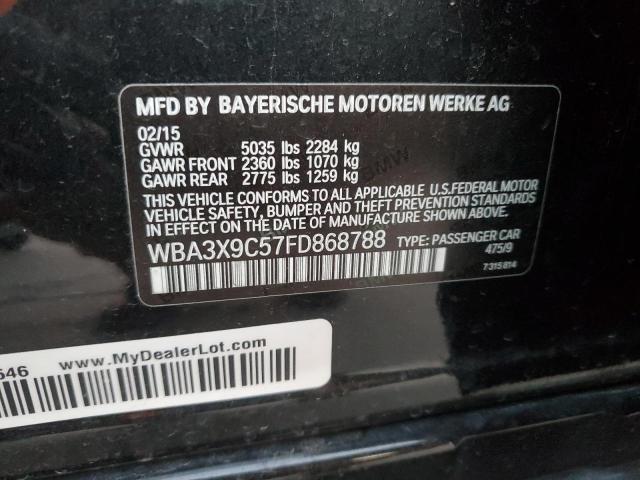 MFD BY BAYERISCHE MOTOREN WERKE AG
02/15
GVWR 5035 lbs 2284 kg
GAWR FRONT 2360 lbs 1070 kg
GAWR REAR 2775 lbs 1259 kg
THIS VEHICLE CONFORMS TO ALL APPLICABLE U.S.FEDERAL MOTOR
VEHICLE SAFETY, BUMPER AND THEFT PREVENTION STANDARDS
IN EFFECT ON THE DATE OF MANUFACTURE SHOWN ABOVE.
WBA3X9C57FD868788 TYPE: PASSENGER CAR
475/9
7315814
546 www.MyDealerLot.com